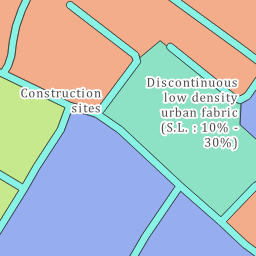 Construction
sites
Discontinuous
low density
urban fabric
(S.L. : 10% -
30%)